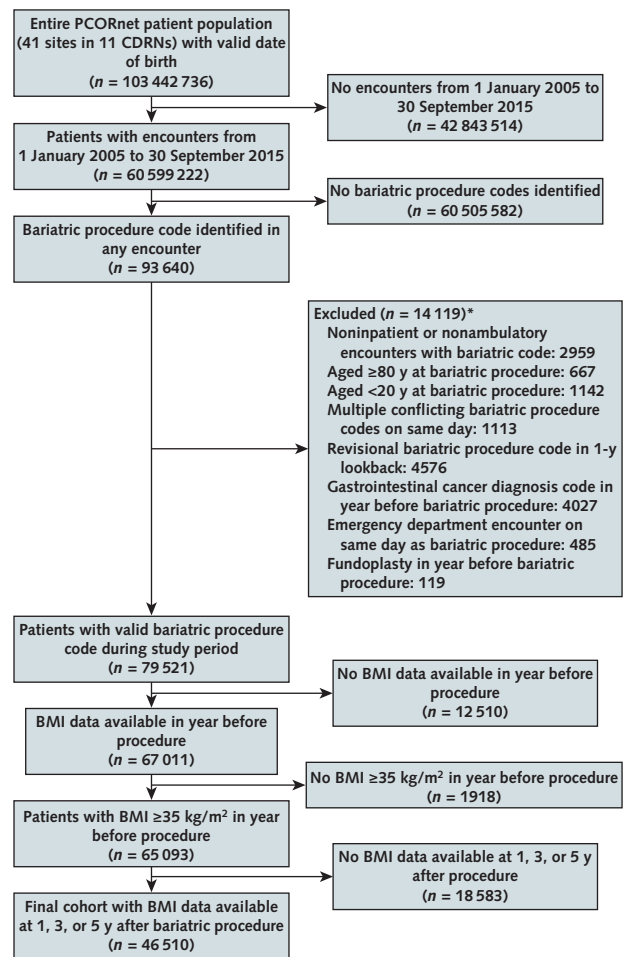 Entire PCORnet patient population
(41 sites in 11 CDRNs) with valid date
of birth
(n = 103 442 736)
No encounters from 1 January 2005 to
30 September 2015
(n = 42 843 514)
Patients with encounters from
1 January 2005 to 30 September 2015
(n = 60 599 222)
No bariatric procedure codes identified
(n = 60 505 582)
Bariatric procedure code identified in
any encounter
(n = 93 640)
Excluded (n = 14 119)*
Noninpatient or nonambulatory
encounters with bariatric code: 2959
Aged ≥80 y at bariatric procedure: 667
Aged <20 y at bariatric procedure: 1142
Multiple conflicting bariatric procedure
codes on same day: 1113
Revisional bariatric procedure code in 1-y
lookback: 4576
Gastrointestinal cancer diagnosis code in
year before bariatric procedure: 4027
Emergency department encounter on
same day as bariatric procedure: 485
Fundoplasty in year before bariatric
procedure: 119
Patients with valid bariatric procedure
code during study period
(n = 79 521)
No BMI data available in year before
procedure
(n = 12 510)
BMI data available in year before
procedure
(n = 67 011)
No BMI ≥35 kg/m² in year before procedure
(n = 1918)
Patients with BMI ≥35 kg/m² in year
before procedure
(n = 65 093)
No BMI data available at 1, 3, or 5 y
after procedure
(n = 18 583)
Final cohort with BMI data available
at 1, 3, or 5 y after bariatric procedure
(n = 46 510)